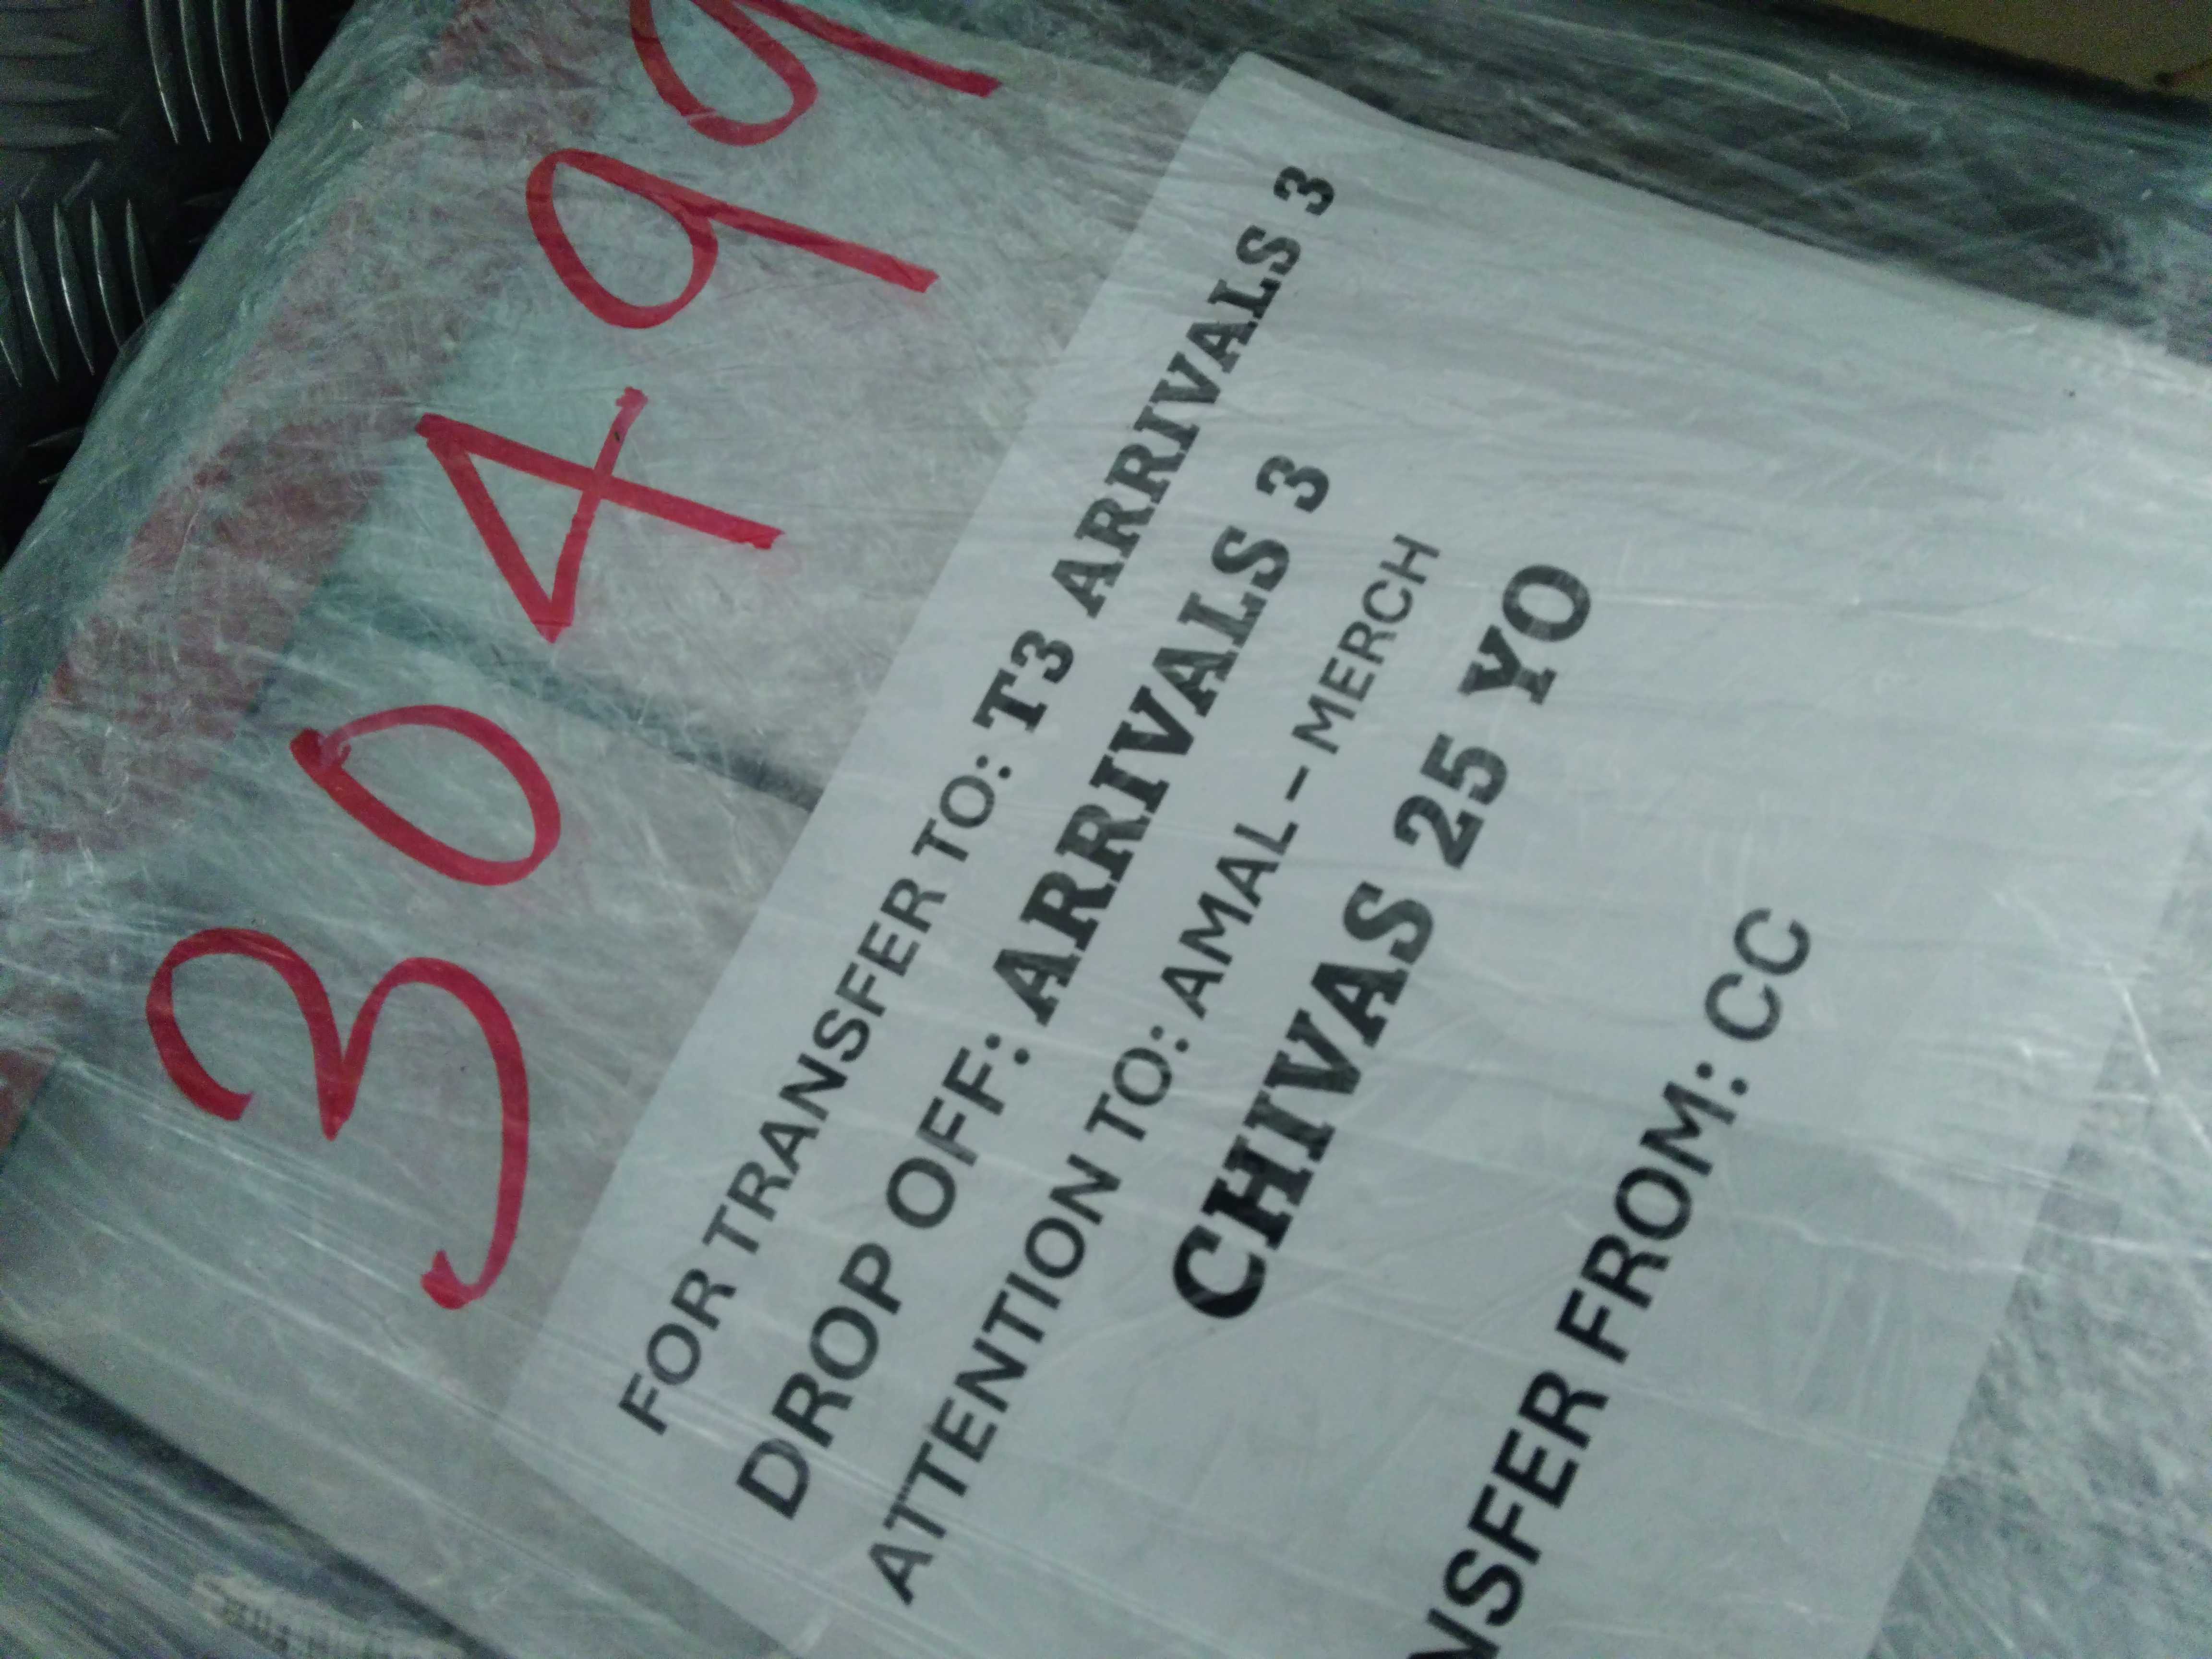 30499
FOR TRANSFER TO: T3 ARRIVALS 3
DROP OFF: ARRIVALS 3
ATTENTION TO: AMAL – MERCH
CHIVAS 25 YO
NSFER FROM: CC